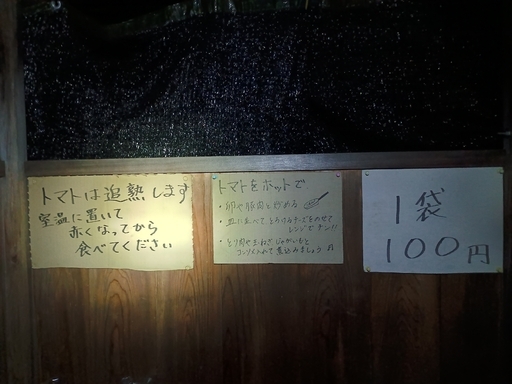 トマトは追熟します
室温に置いて
赤くなってから
食べてください
トマトをホットで
・卵や豚肉と炒める
・皿に並べてとろけるチーズをのせて
レンジでチン!!
・とり肉や玉ねぎ、じゃがいもと
コンソメ入れて煮込みましょう
1袋
100円